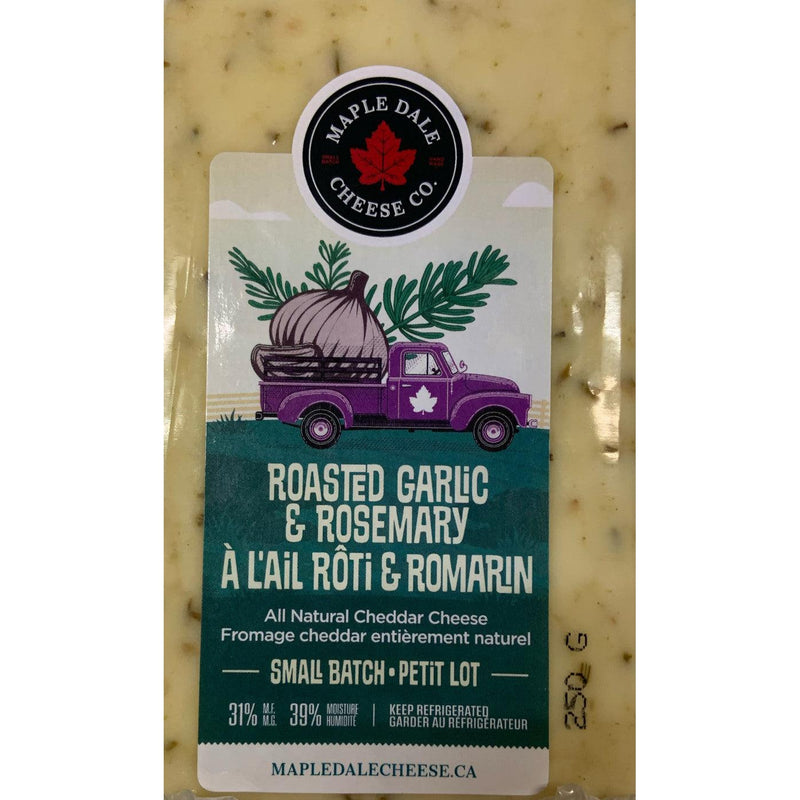 MAPLE DALE
SMALL BATCH
HAND MADE
CHEESE CO.
ROASTED GARLIC
& ROSEMARY
À L'AIL RÔTI & ROMARIN
All Natural Cheddar Cheese
Fromage cheddar entièrement naturel
SMALL BATCH • PETIT LOT
31% M.F. M.G. 39% MOISTURE HUMIDITÉ | KEEP REFRIGERATED
GARDER AU RÉFRIGÉRATEUR
MAPLEDALECHEESE.CA
250 G